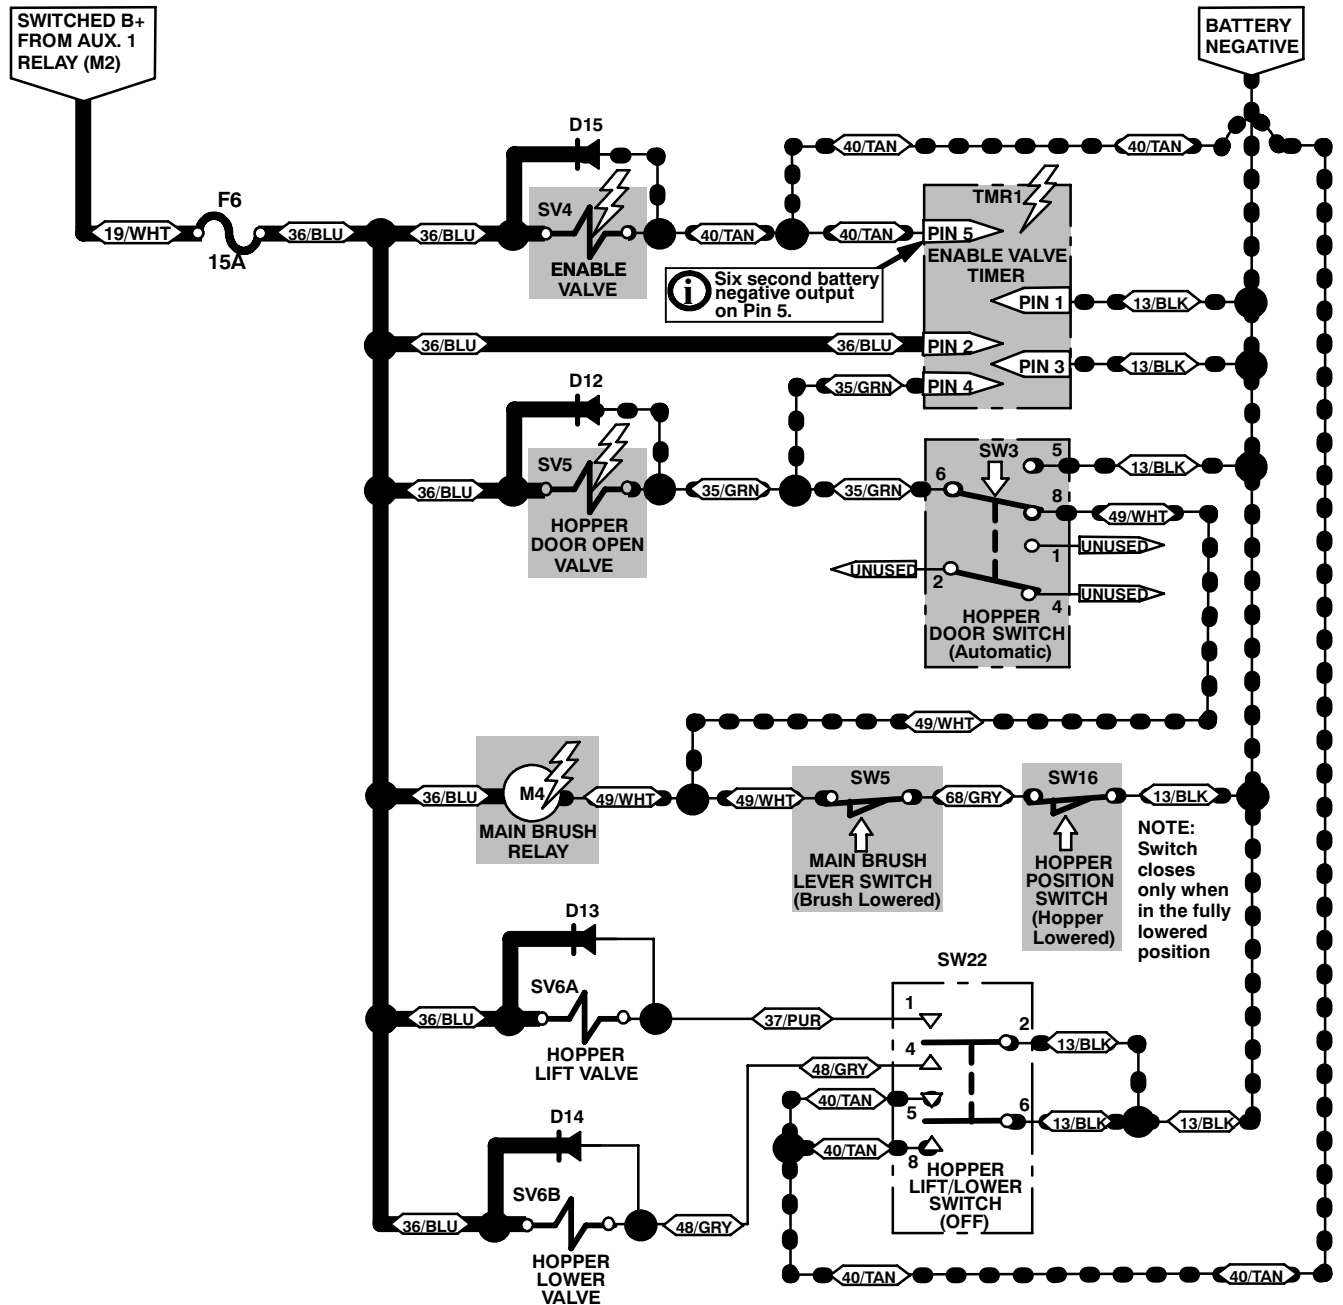 SWITCHED B+
FROM AUX. 1
RELAY (M2)
BATTERY
NEGATIVE
D15
40/TAN
40/TAN
F6
SV4
TMR1
19/WHT
36/BLU
36/BLU
40/TAN
40/TAN
PIN 5
15A
ENABLE
VALVE
ENABLE VALVE
TIMER
i
Six second battery
negative output
on Pin 5.
PIN 1
13/BLK
36/BLU
36/BLU
PIN 2
PIN 3
13/BLK
D12
35/GRN
PIN 4
SW3
5
13/BLK
SV5
6
36/BLU
35/GRN
35/GRN
8
49/WHT
HOPPER
DOOR OPEN
VALVE
1
UNUSED
UNUSED
2
4
UNUSED
HOPPER
DOOR SWITCH
(Automatic)
49/WHT
SW5
SW16
36/BLU
M4
49/WHT
49/WHT
68/GRY
13/BLK
MAIN BRUSH
RELAY
MAIN BRUSH
LEVER SWITCH
(Brush Lowered)
HOPPER
POSITION
SWITCH
(Hopper
Lowered)
NOTE:
Switch
closes
only when
in the fully
lowered
position
D13
SW22
SV6A
1
36/BLU
37/PUR
2
13/BLK
HOPPER
LIFT VALVE
4
48/GRY
40/TAN
5
6
13/BLK
13/BLK
D14
40/TAN
8
HOPPER
LIFT/LOWER
SWITCH
(OFF)
SV6B
36/BLU
48/GRY
HOPPER
LOWER
VALVE
40/TAN
40/TAN